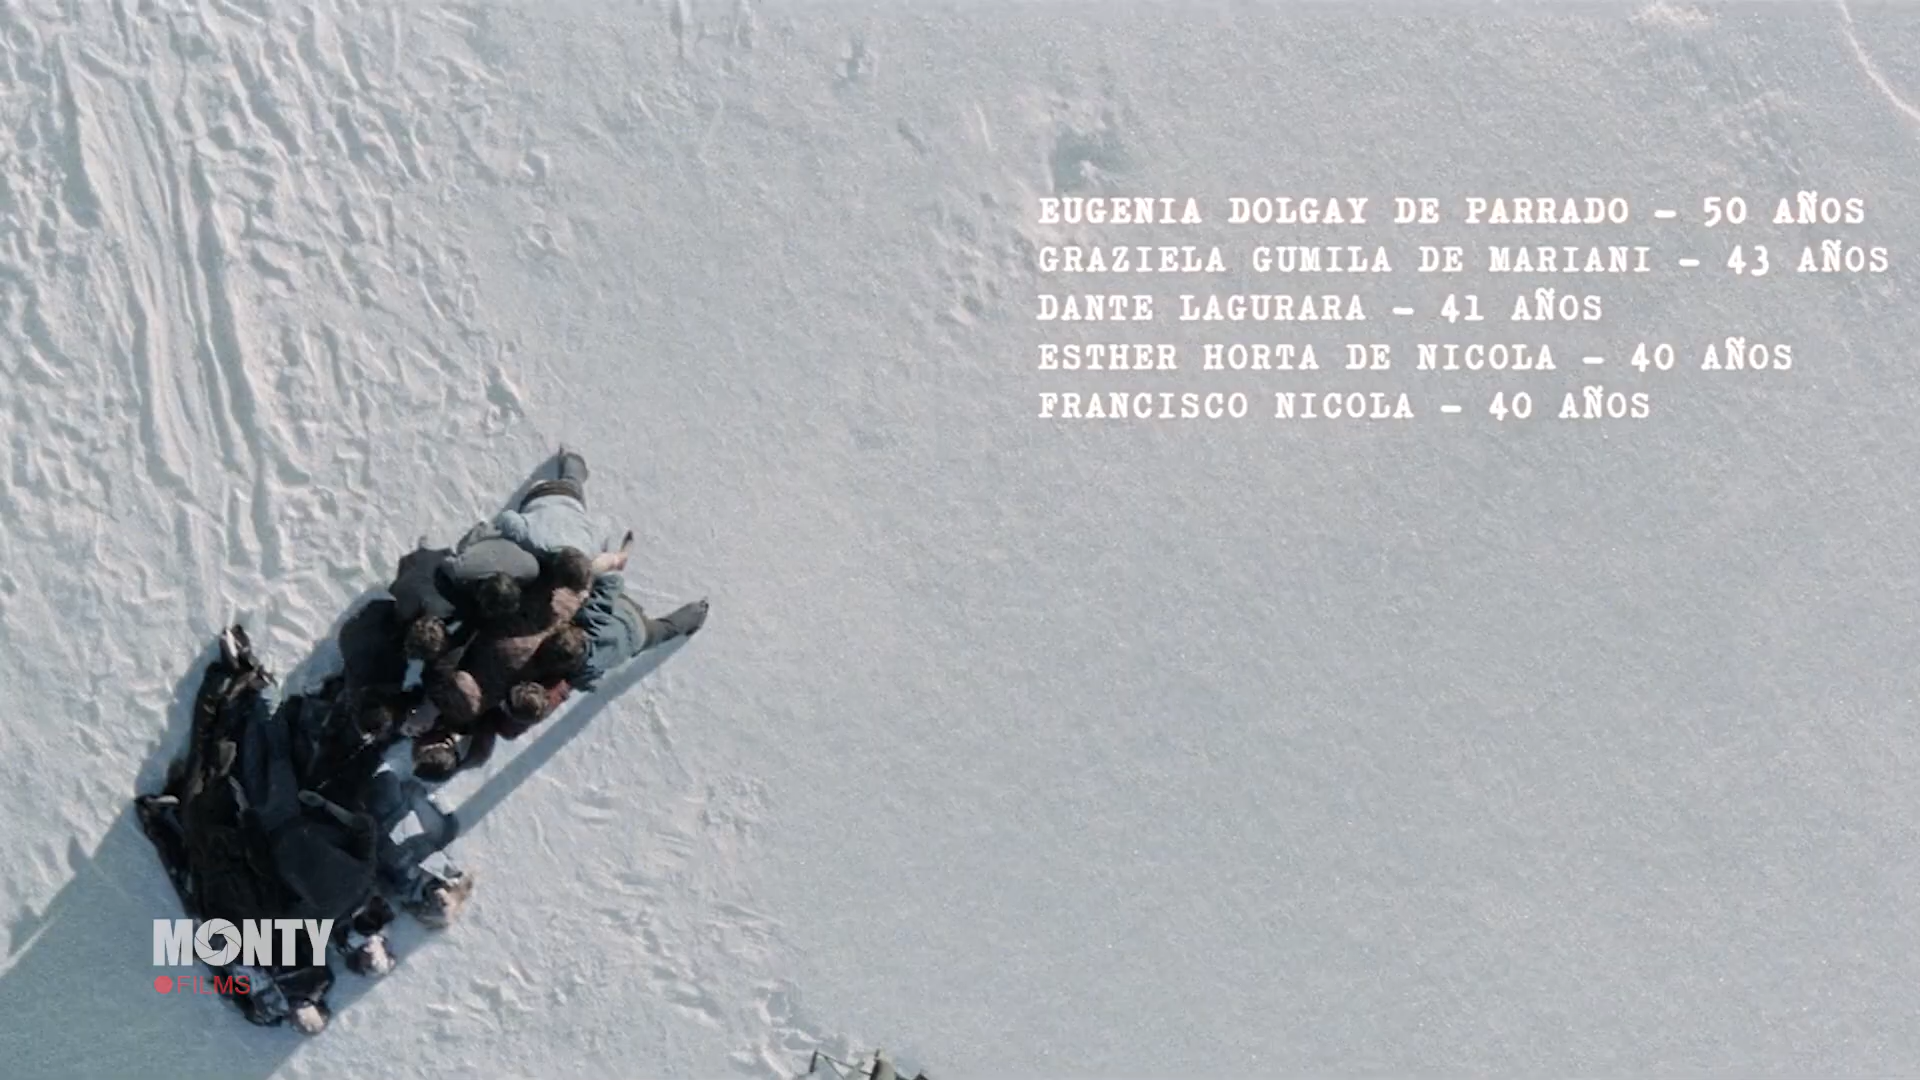 EUGENIA DOLGAY DE PARRADO – 50 AÑOS
GRAZIELA GUMILA DE MARIANI – 43 AÑOS
DANTE LAGURARA – 41 AÑOS
ESTHER HORTA DE NICOLA – 40 AÑOS
FRANCISCO NICOLA – 40 AÑOS
MONTY
FILMS